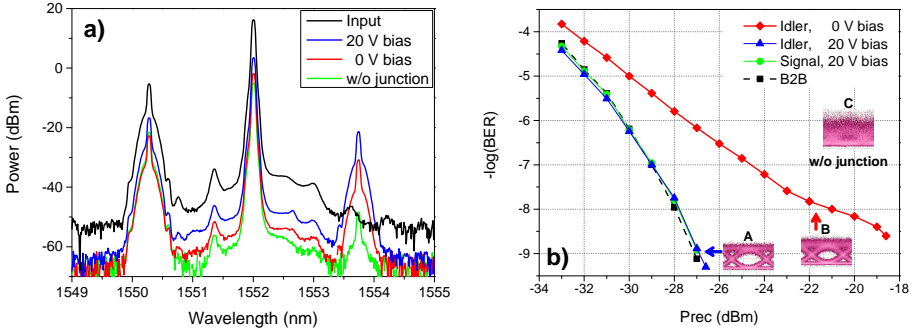 a)
Input
20 V bias
0 V bias
w/o junction
20
0
-20
-40
-60
Power (dBm)
1549 1550 1551 1552 1553 1554 1555
Wavelength (nm)
b)
Idler, 0 V bias
Idler, 20 V bias
Signal, 20 V bias
B2B
C
w/o junction
A
B
-4
-5
-6
-7
-8
-9
-log(BER)
-34 -32 -30 -28 -26 -24 -22 -20 -18
Prec (dBm)